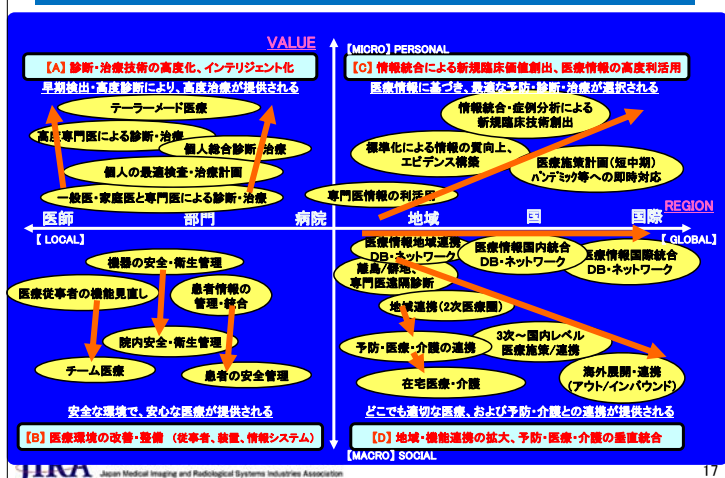 VALUE
【MICRO】 PERSONAL
【A】 診断・治療技術の高度化、インテリジェント化
【C】 情報統合による新規臨床価値創出、医療情報の高度利活用
早期検出・高度診断により、高度治療が提供される
医療情報に基づき、最適な予防・診断・治療が選択される
テーラーメード医療
高度専門医による診断・治療
個人総合診断・治療
個人の最適検査・治療計画
一般医・家庭医と専門医による診断・治療
情報統合・症例分析による
新規臨床技術創出
標準化による情報の質向上、
エビデンス構築
医療施策計画（短中期）
パンデミック等への即時対応
専門医情報の利活用
REGION
医師
部門
病院
地域
国
国際
【 LOCAL】
【 GLOBAL】
機器の安全・衛生管理
医療従事者の機能見直し
患者情報の
管理・統合
院内安全・衛生管理
チーム医療
患者の安全管理
医療情報地域連携
DB・ネットワーク
医療情報国内統合
DB・ネットワーク
医療情報国際統合
DB・ネットワーク
離島/僻地、
専門医遠隔診断
地域連携（2次医療圏）
予防・医療・介護の連携
3次～国内レベル
医療施策/連携
在宅医療・介護
海外展開・連携
（アウト/インバウンド）
安全な環境で、安心な医療が提供される
どこでも適切な医療、および予防・介護との連携が提供される
【B】 医療環境の改善・整備 （従事者、装置、情報システム）
【D】 地域・機能連携の拡大、予防・医療・介護の垂直統合
【MACRO】 SOCIAL
JIRA Japan Medical Imaging and Radiological Systems Industries Association
17